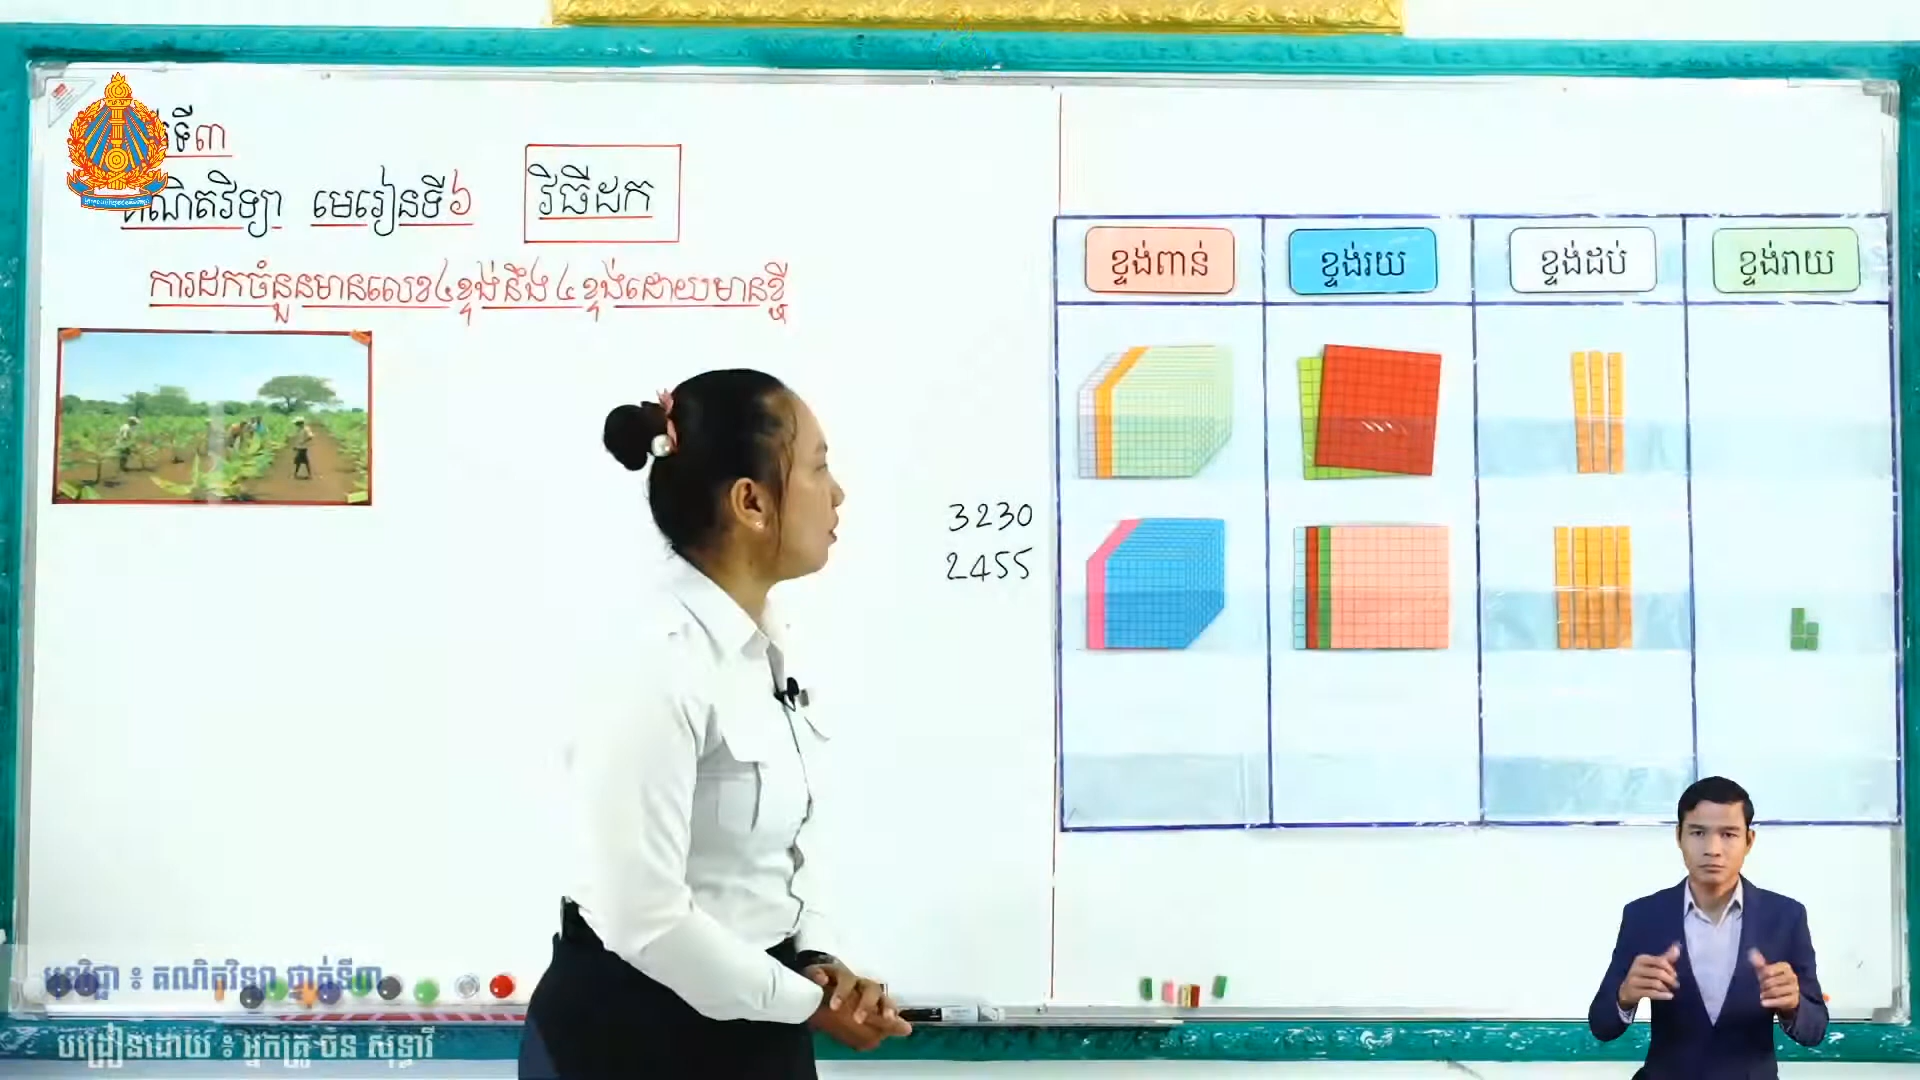 ទី៣
គណិតវិទ្យា មេរៀនទី៦ វិធីដក
ការដកចំនួនមានលេខ៤ខ្ទង់នឹង៤ខ្ទង់ដោយមានខ្ចី
ខ្ទង់ពាន់ ខ្ទង់រយ ខ្ទង់ដប់ ខ្ទង់រាយ
3230
2455
មុខវិជ្ជា ៖ គណិតវិទ្យា ថ្នាក់ទី៣
បង្រៀនដោយ ៖ អ្នកគ្រូ ចិន សុទ្ធាវី